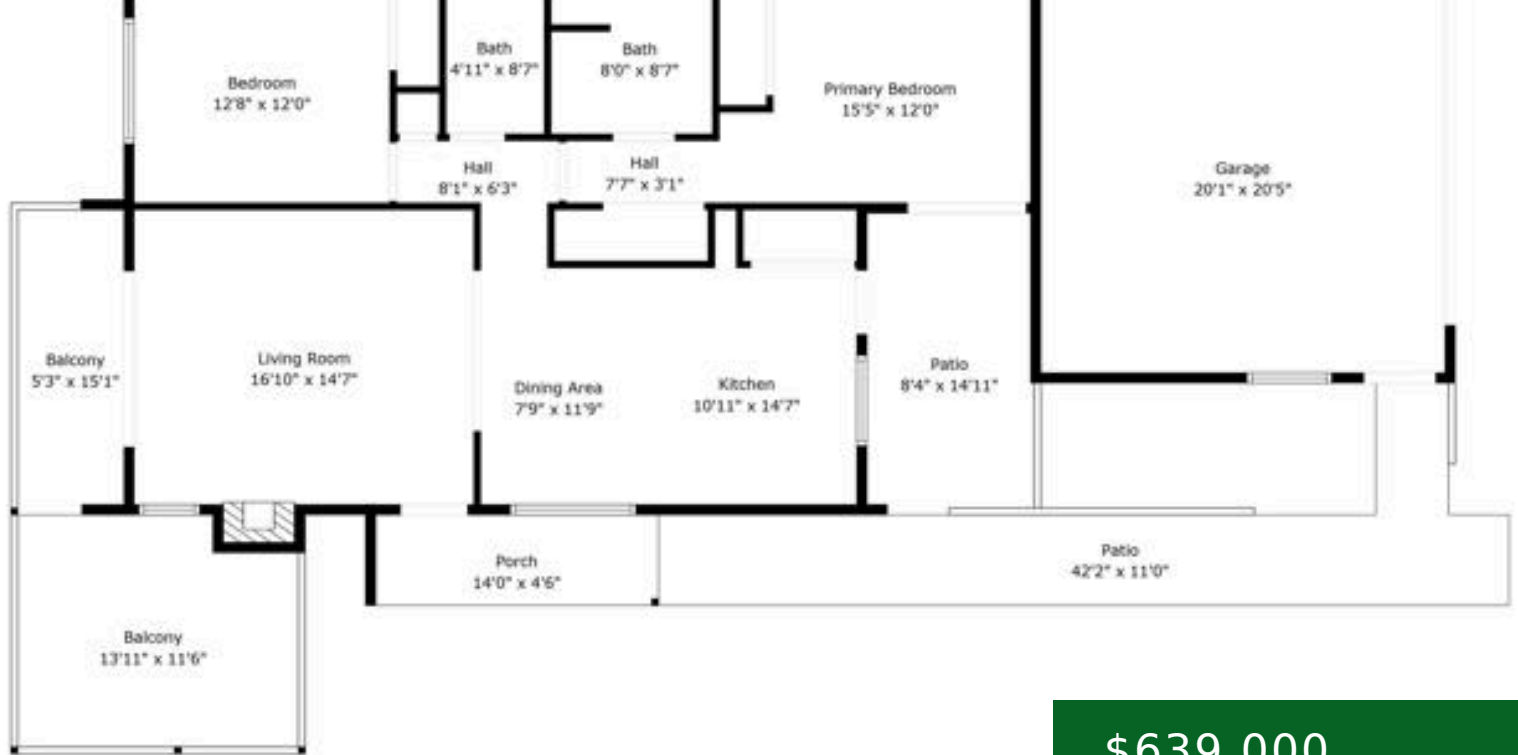 Bath
4'11" x 8'7"
Bath
8'0" x 8'7"
Bedroom
12'8" x 12'0"
Primary Bedroom
15'5" x 12'0"
Hall
8'1" x 6'3"
Hall
7'7" x 3'1"
Garage
20'1" x 20'5"
Balcony
5'3" x 15'1"
Living Room
16'10" x 14'7"
Dining Area
7'9" x 11'9"
Kitchen
10'11" x 14'7"
Patio
8'4" x 14'11"
Porch
14'0" x 4'6"
Patio
42'2" x 11'0"
Balcony
13'11" x 11'6"
$639,000